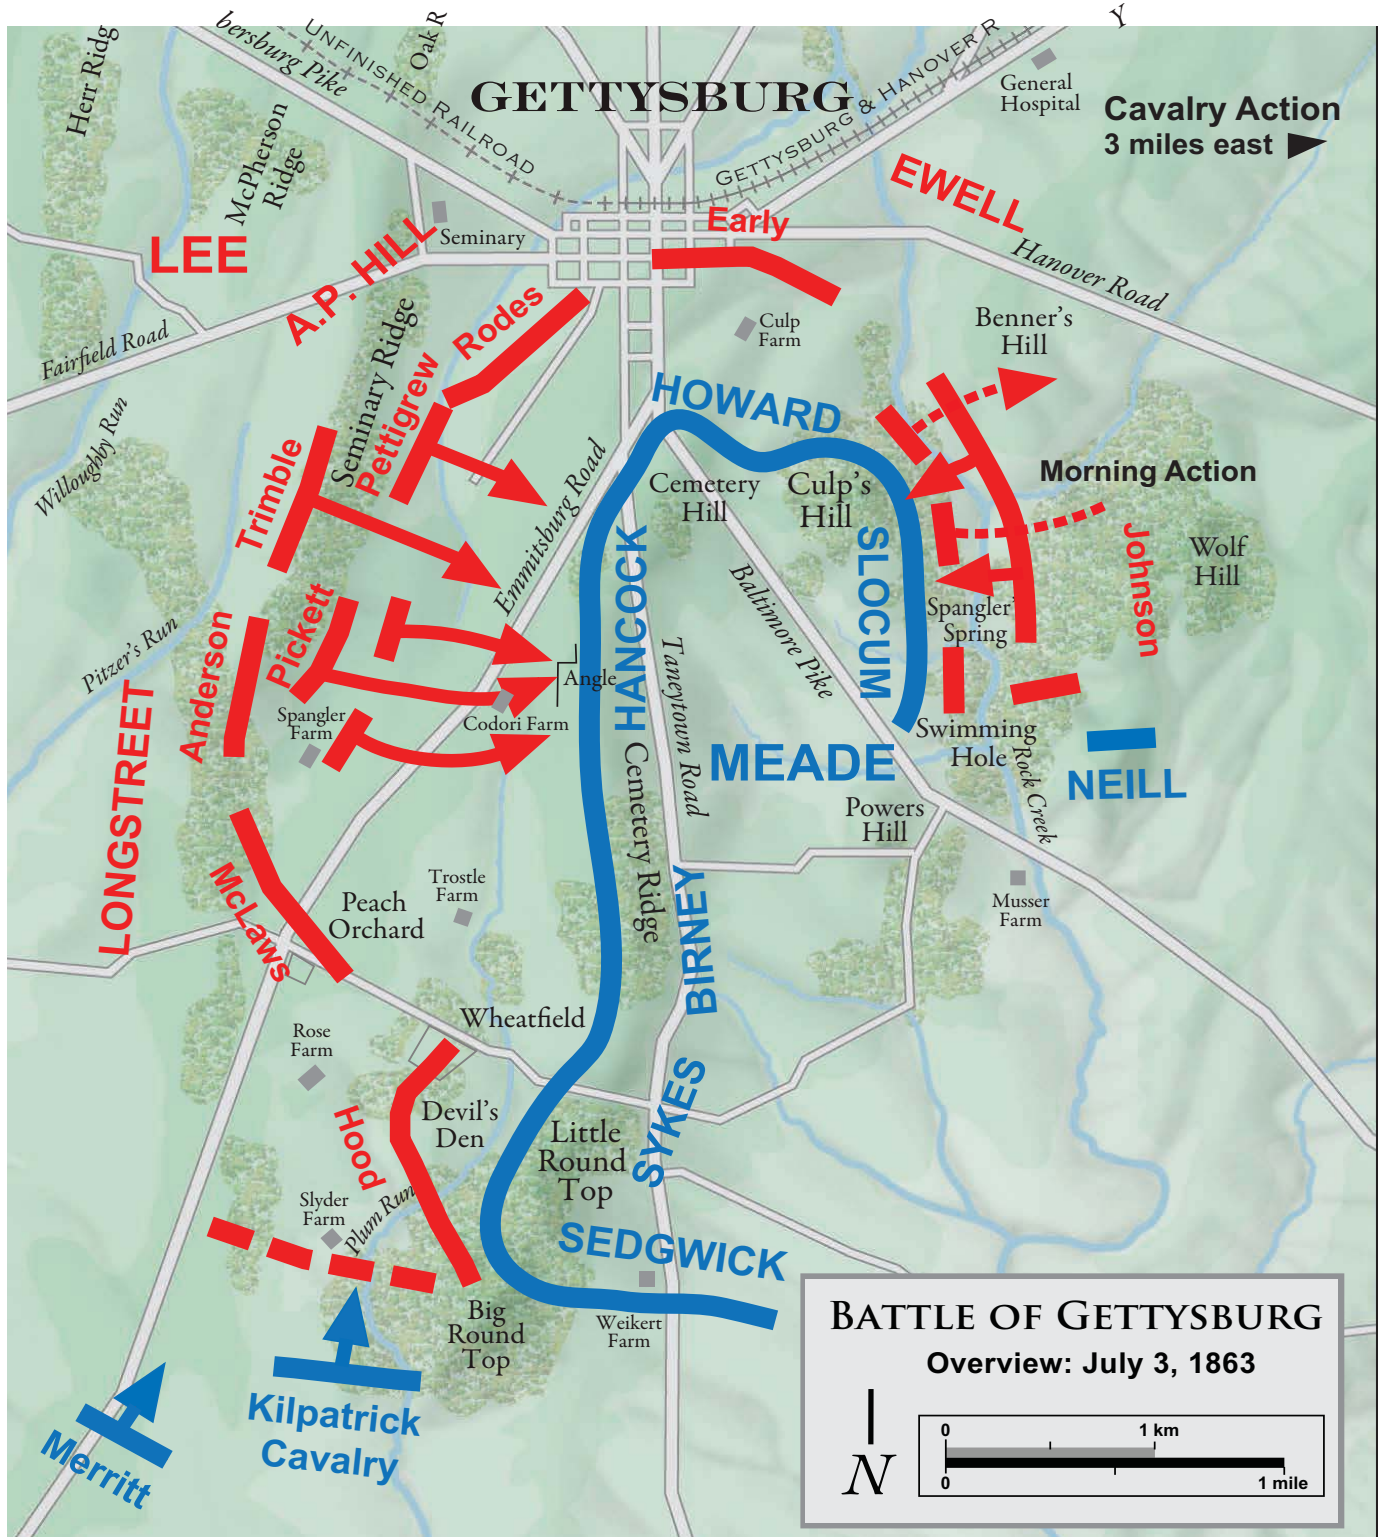 Y
Oak R
bersburg Pike
UNFINISHED RAILROAD
Herr Ridg
McPherson
Ridge
GETTYSBURG
GETTYSBURG & HANOVER R
General
Hospital
Cavalry Action
3 miles east
EWELL
Early
LEE
A.P. HILL
Seminary
Hanover Road
Fairfield Road
Rodes
Culp
Farm
Benner's
Hill
Seminary Ridge
Pettigrew
Willoughby Run
Trimble
HOWARD
Emmitsburg Road
Cemetery
Hill
Culp's
Hill
Morning Action
Johnson
Wolf
Hill
HANCOCK
SLOCUM
Baltimore Pike
Spangler'
Spring
Pitzer's Run
Anderson
Pickett
Spangler
Farm
Angle
Codori Farm
Taneytown Road
LONGSTREET
MEADE
Swimming
Hole
Rock Creek
NEILL
Powers
Hill
Cemetery Ridge
McLaws
Peach
Orchard
Trostle
Farm
BIRNEY
Musser
Farm
Wheatfield
Rose
Farm
Hood
Devil's
Den
Little
Round
Top
SYKES
Slyder
Farm
Plum Run
SEDGWICK
Big
Round
Top
Weikert
Farm
Kilpatrick
Cavalry
Merritt
BATTLE OF GETTYSBURG
Overview: July 3, 1863
N
0 1 km
0 1 mile